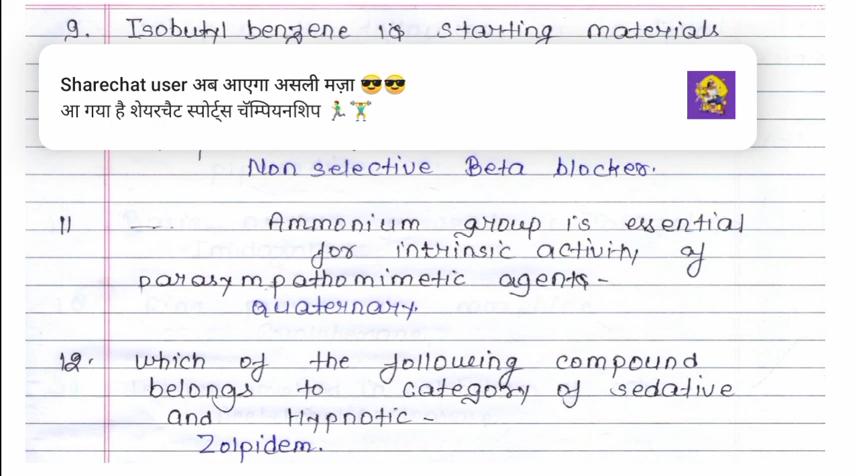 9. Isobutyl benzene is starting materials
Sharechat user अब आएगा असली मज़ा 😎😎
आ गया है शेयरचैट स्पोर्ट्स चॅम्पियनशिप 🏃‍♂️🏋️
Non selective Beta blocker.
11 —. Ammonium group is essential
for intrinsic activity of
parasympathomimetic agents-
Quaternary.
12. Which of the following compound
belongs to category of sedative
and Hypnotic -
Zolpidem.